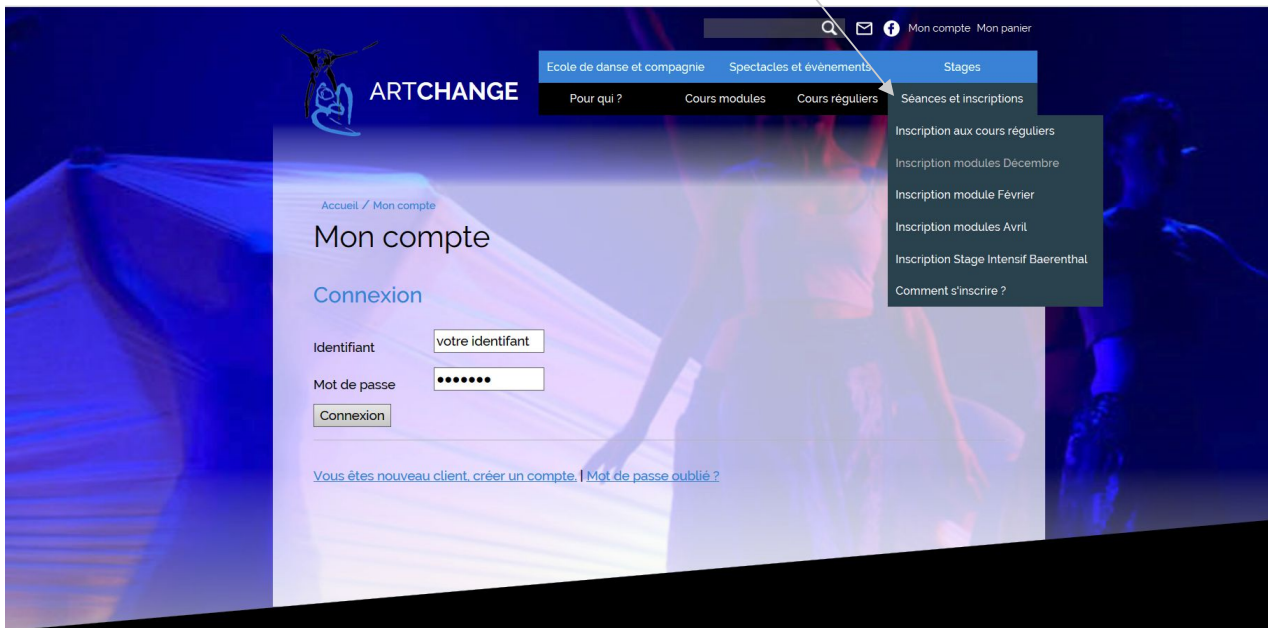 Mon compte Mon panier
Ecole de danse et compagnie Spectacles et évènements Stages
ARTCHANGE
Pour qui ? Cours modules Cours réguliers Séances et inscriptions
Inscription aux cours réguliers
Inscription modules Décembre
Inscription module Février
Inscription modules Avril
Inscription Stage Intensif Baerenthal
Comment s'inscrire ?
Accueil / Mon compte
Mon compte
Connexion
Identifiant votre identifant
Mot de passe
Connexion
Vous êtes nouveau client, créer un compte. | Mot de passe oublié ?